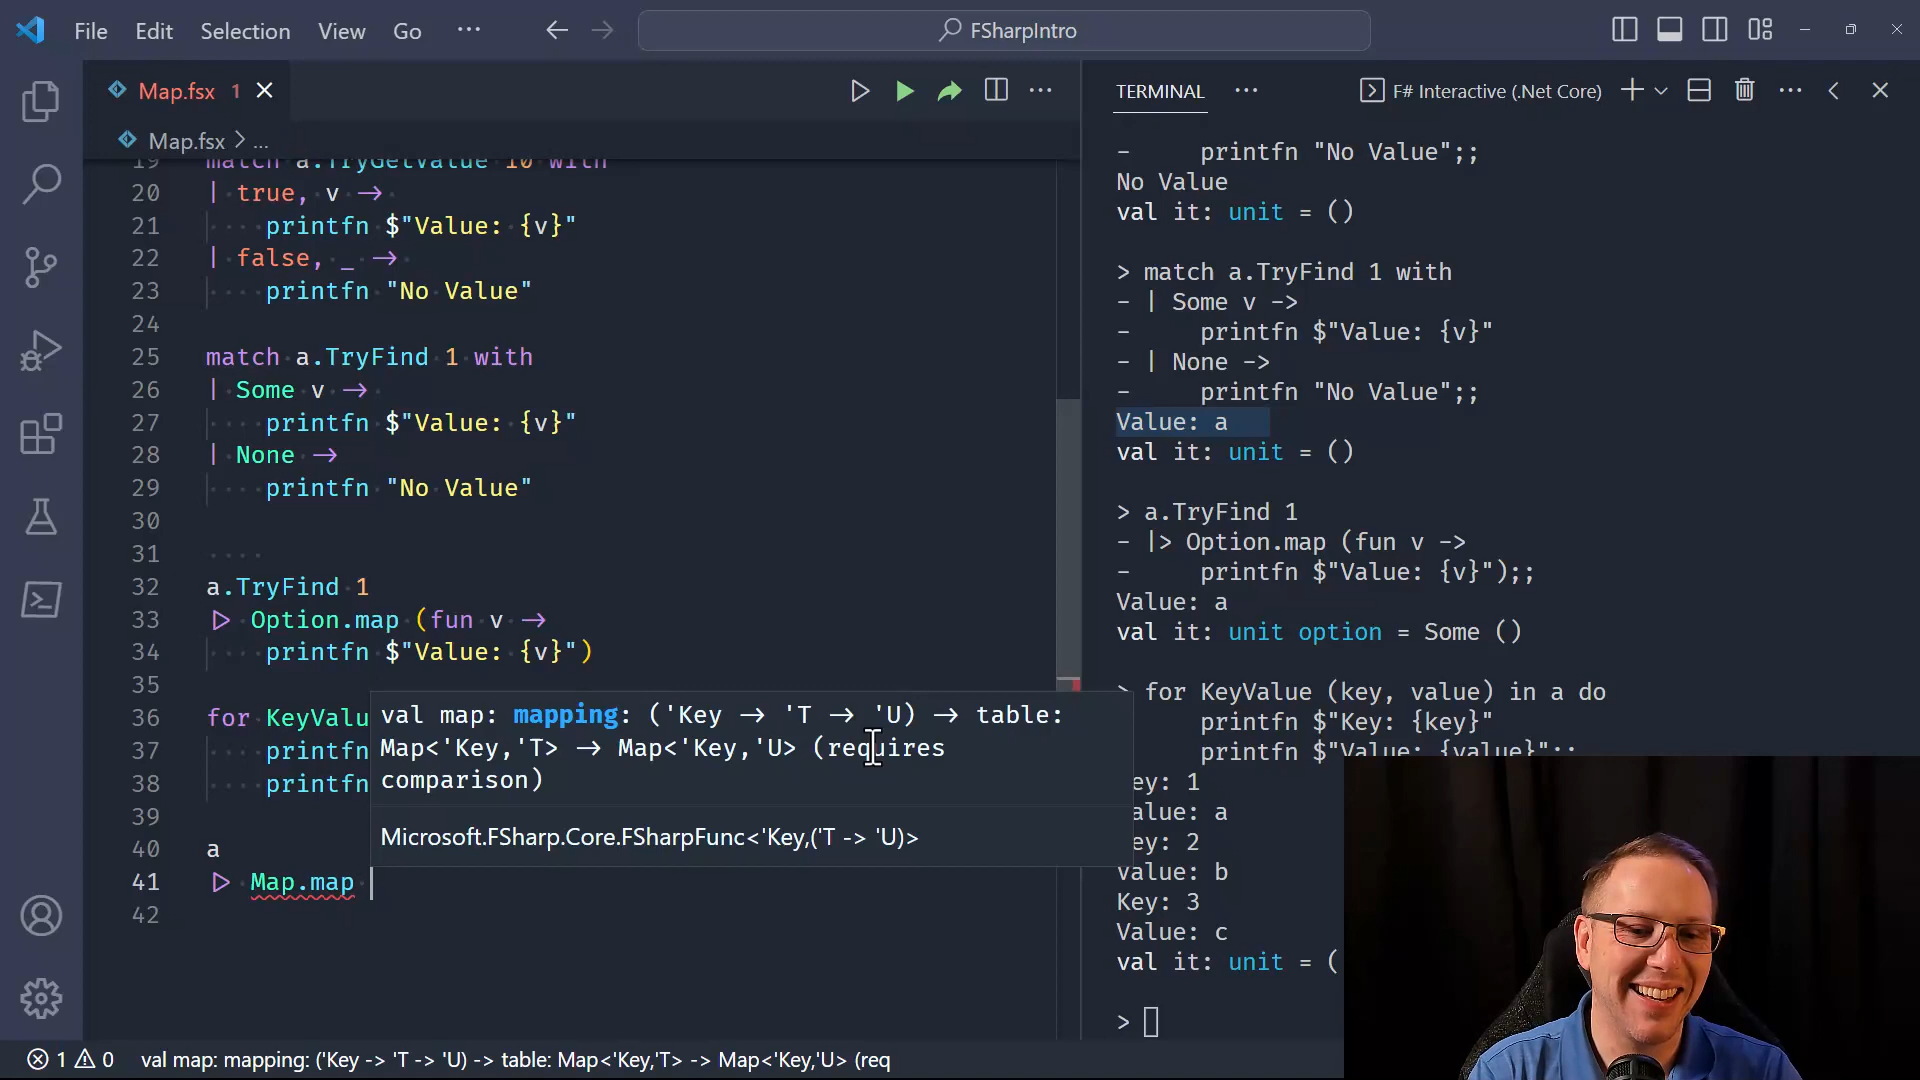 File Edit Selection View Go ··· FSharpIntro
Map.fsx 1
Map.fsx > ...
19 match a.TryGetValue 10 with
20 | true, v →
21 printfn $"Value: {v}"
22 | false, _ →
23 printfn "No Value"
24
25 match a.TryFind 1 with
26 | Some v →
27 printfn $"Value: {v}"
28 | None →
29 printfn "No Value"
30
31
32 a.TryFind 1
33 ▷ Option.map (fun v →
34 printfn $"Value: {v}")
35
36 for KeyValu
37 printfn
38 printfn
39
40 a
41 ▷ Map.map
42
val map: mapping: ('Key → 'T → 'U) → table:
Map<'Key,'T> → Map<'Key,'U> (requires
comparison)
Microsoft.FSharp.Core.FSharpFunc<'Key,('T -> 'U)>
TERMINAL ··· F# Interactive (.Net Core)
- printfn "No Value";;
No Value
val it: unit = ()
> match a.TryFind 1 with
- | Some v ->
- printfn $"Value: {v}"
- | None ->
- printfn "No Value";;
Value: a
val it: unit = ()
> a.TryFind 1
- |> Option.map (fun v ->
- printfn $"Value: {v}");;
Value: a
val it: unit option = Some ()
> for KeyValue (key, value) in a do
printfn $"Key: {key}"
printfn $"Value: {value}";;
ey: 1
alue: a
ey: 2
Value: b
Key: 3
Value: c
val it: unit = (
>
1 0 val map: mapping: ('Key -> 'T -> 'U) -> table: Map<'Key,'T> -> Map<'Key,'U> (req